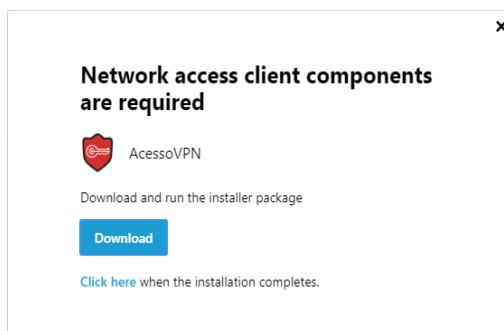 Network access client components
are required
AcessoVPN
Download and run the installer package
Download
Click here when the installation completes.